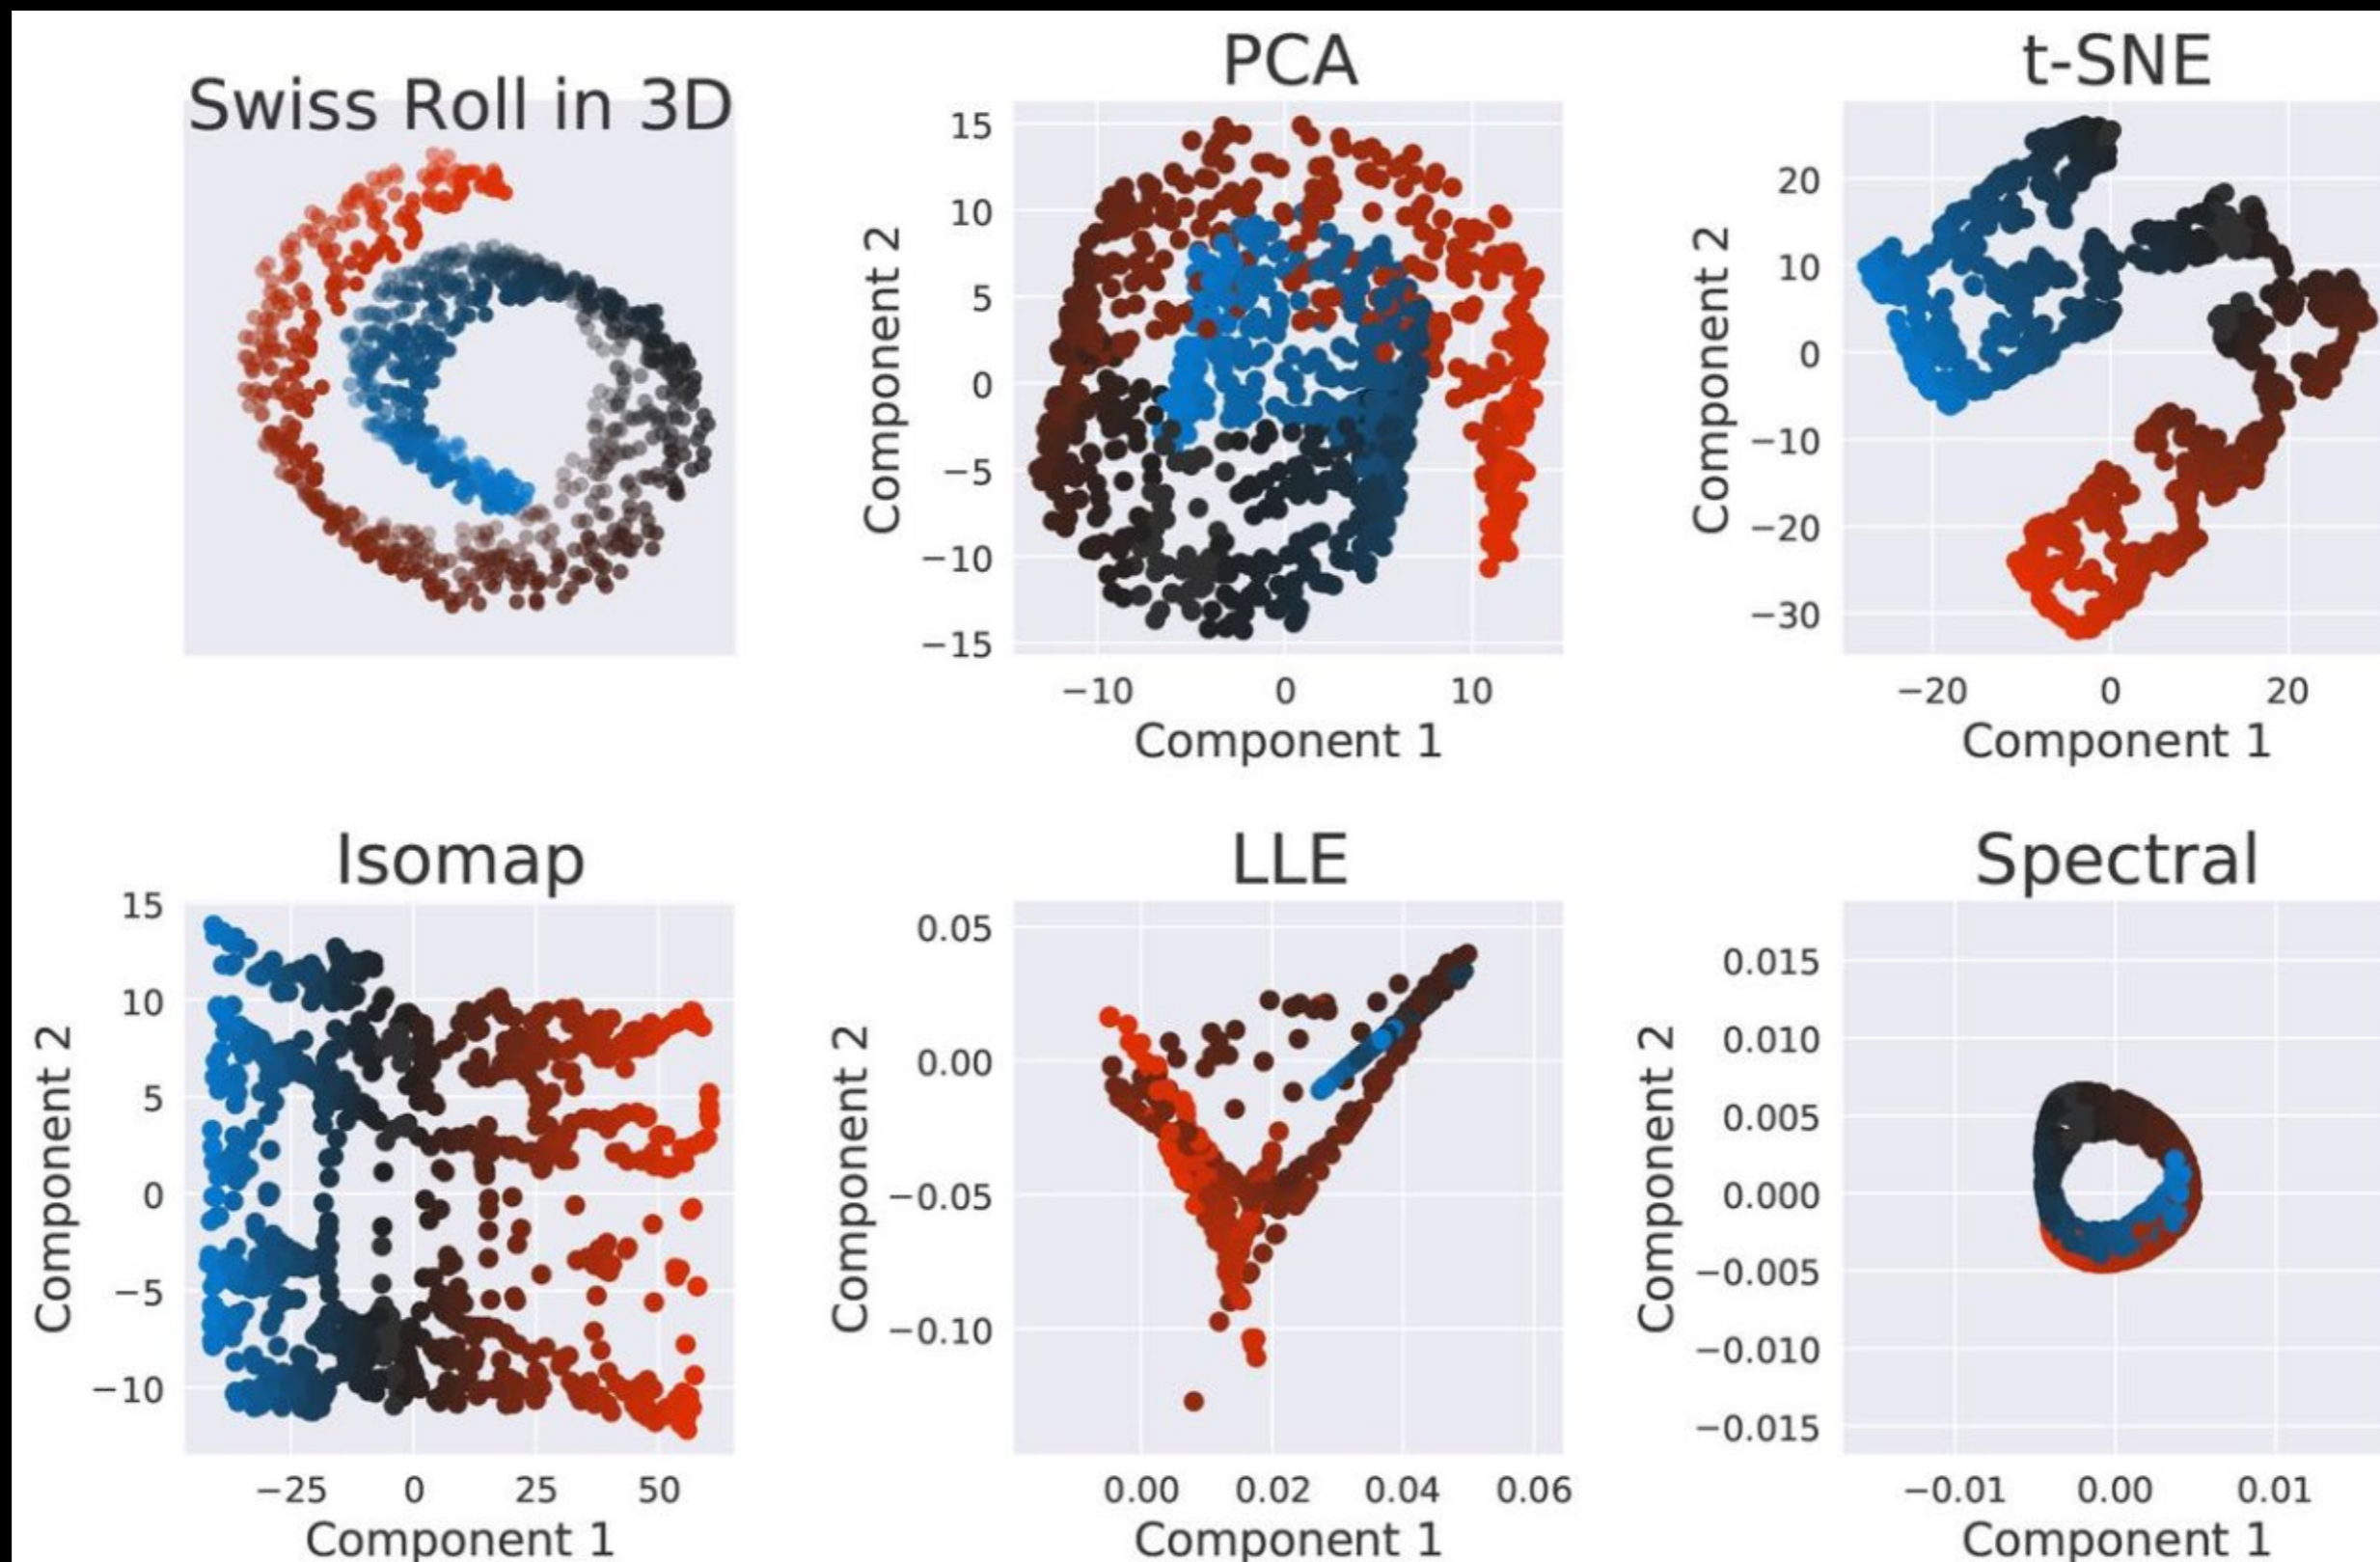 Swiss Roll in 3D
PCA
15
10
5
0
−5
−10
−15
Component 2
−10 0 10
Component 1
t-SNE
20
10
0
−10
−20
−30
Component 2
−20 0 20
Component 1
Isomap
15
10
5
0
−5
−10
Component 2
−25 0 25 50
Component 1
LLE
0.05
0.00
−0.05
−0.10
Component 2
0.00 0.02 0.04 0.06
Component 1
Spectral
0.015
0.010
0.005
0.000
−0.005
−0.010
−0.015
Component 2
−0.01 0.00 0.01
Component 1